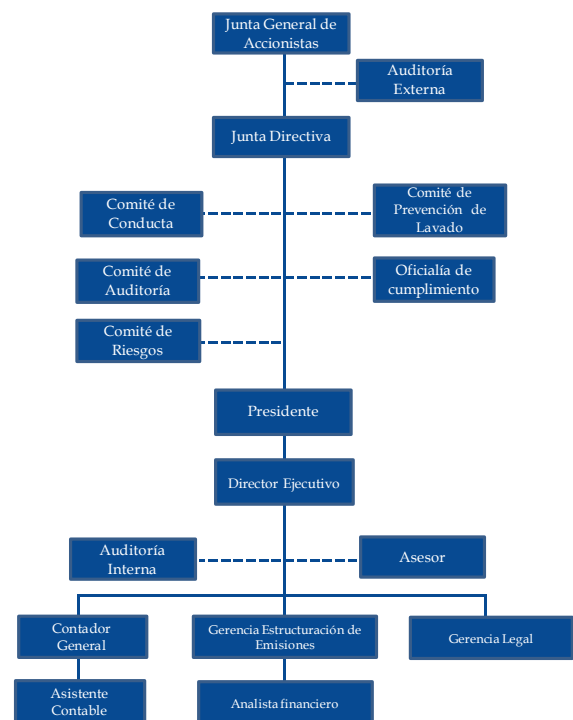 Junta General de
Accionistas
Auditoría
Externa
Junta Directiva
Comité de
Conducta
Comité de
Prevención de
Lavado
Comité de
Auditoría
Oficialía de
cumplimiento
Comité de
Riesgos
Presidente
Director Ejecutivo
Auditoría
Interna
Asesor
Contador
General
Gerencia Estructuración de
Emisiones
Gerencia Legal
Asistente
Contable
Analista financiero